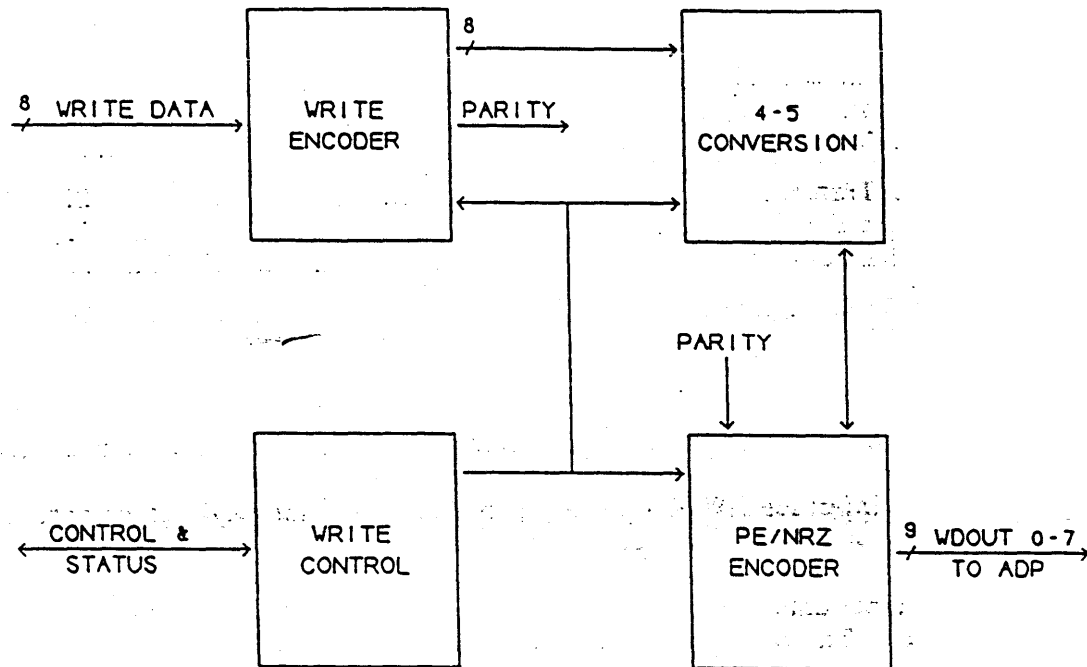 8
8 WRITE DATA
WRITE
ENCODER
PARITY
4-5
CONVERSION
PARITY
CONTROL &
STATUS
WRITE
CONTROL
PE/NRZ
ENCODER
9 WDOUT 0-7
TO ADP